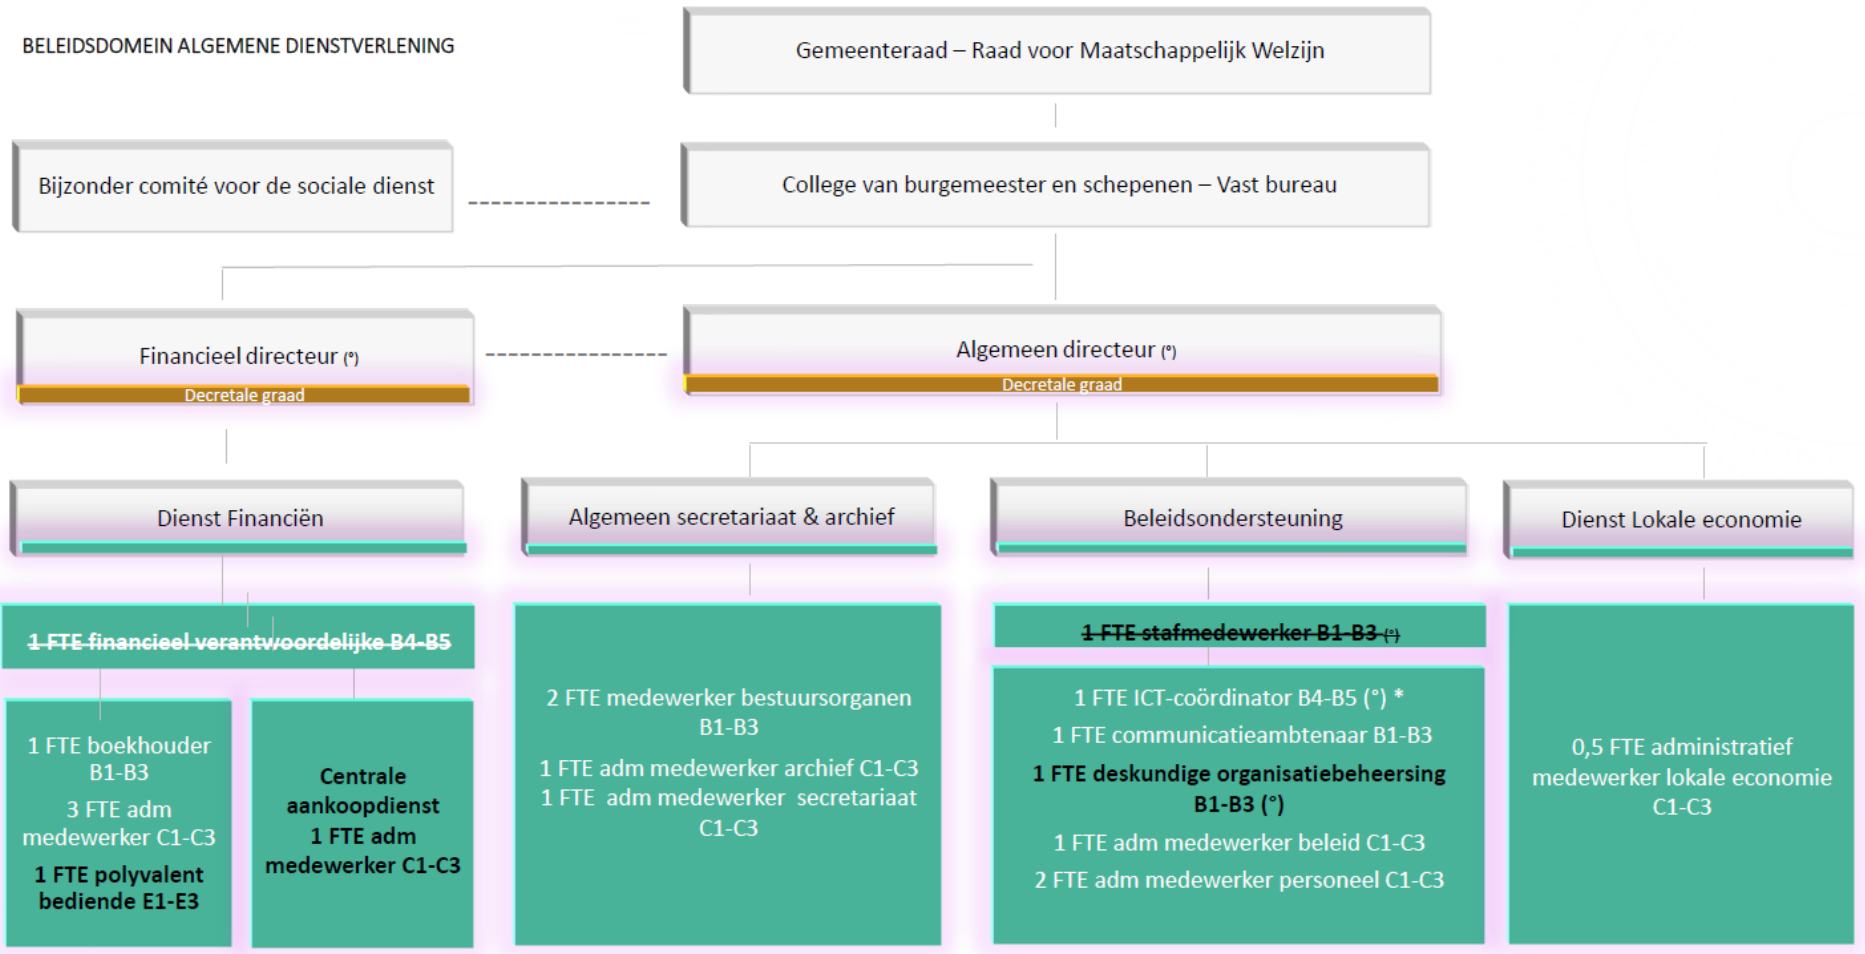 BELEIDSDOMEIN ALGEMENE DIENSTVERLENING
Gemeenteraad – Raad voor Maatschappelijk Welzijn
Bijzonder comité voor de sociale dienst
College van burgemeester en schepenen – Vast bureau
Financieel directeur (°)
Decretale graad
Algemeen directeur (°)
Decretale graad
Dienst Financiën
Algemeen secretariaat & archief
Beleidsondersteuning
Dienst Lokale economie
1 FTE financieel verantwoordelijke B4-B5
1 FTE boekhouder
B1-B3
3 FTE adm
medewerker C1-C3
1 FTE polyvalent
bediende E1-E3
Centrale
aankoopdienst
1 FTE adm
medewerker C1-C3
2 FTE medewerker bestuursorganen
B1-B3
1 FTE adm medewerker archief C1-C3
1 FTE adm medewerker secretariaat
C1-C3
1 FTE stafmedewerker B1-B3 (°)
1 FTE ICT-coördinator B4-B5 (°) *
1 FTE communicatieambtenaar B1-B3
1 FTE deskundige organisatiebeheersing
B1-B3 (°)
1 FTE adm medewerker beleid C1-C3
2 FTE adm medewerker personeel C1-C3
0,5 FTE administratief
medewerker lokale economie
C1-C3